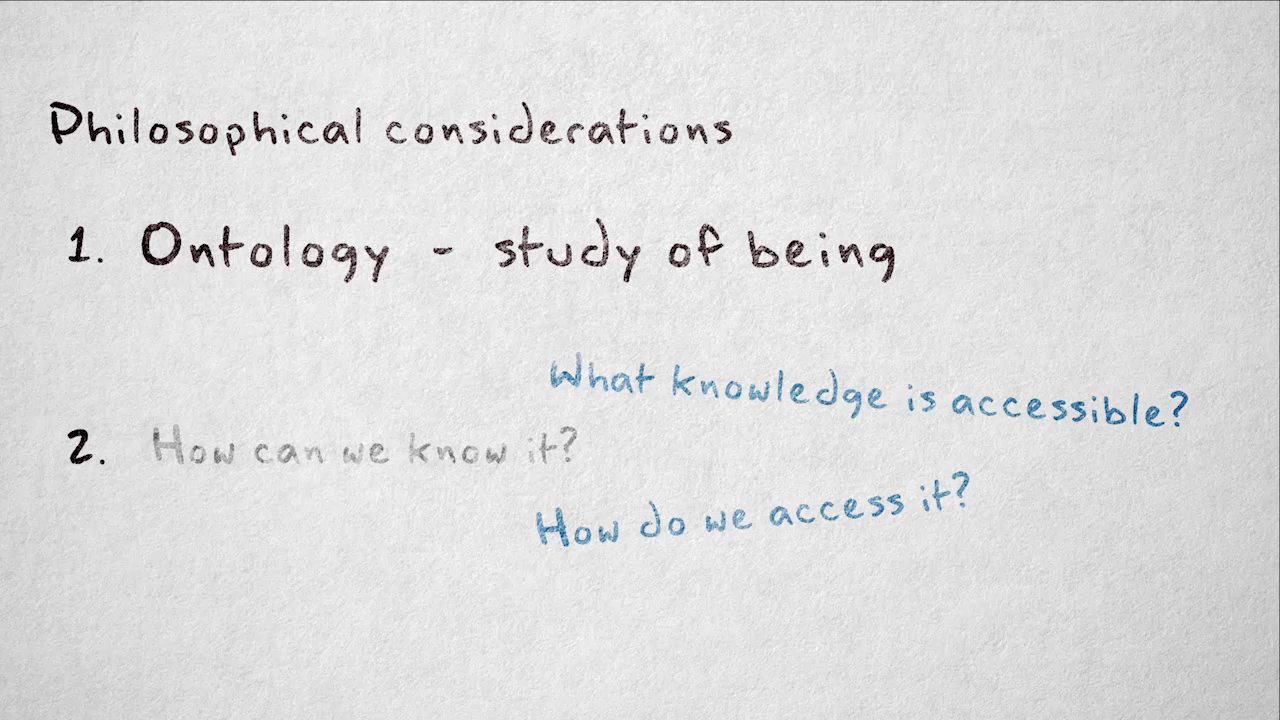 Philosophical considerations
1. Ontology - study of being
What knowledge is accessible?
2. How can we know it?
How do we access it?